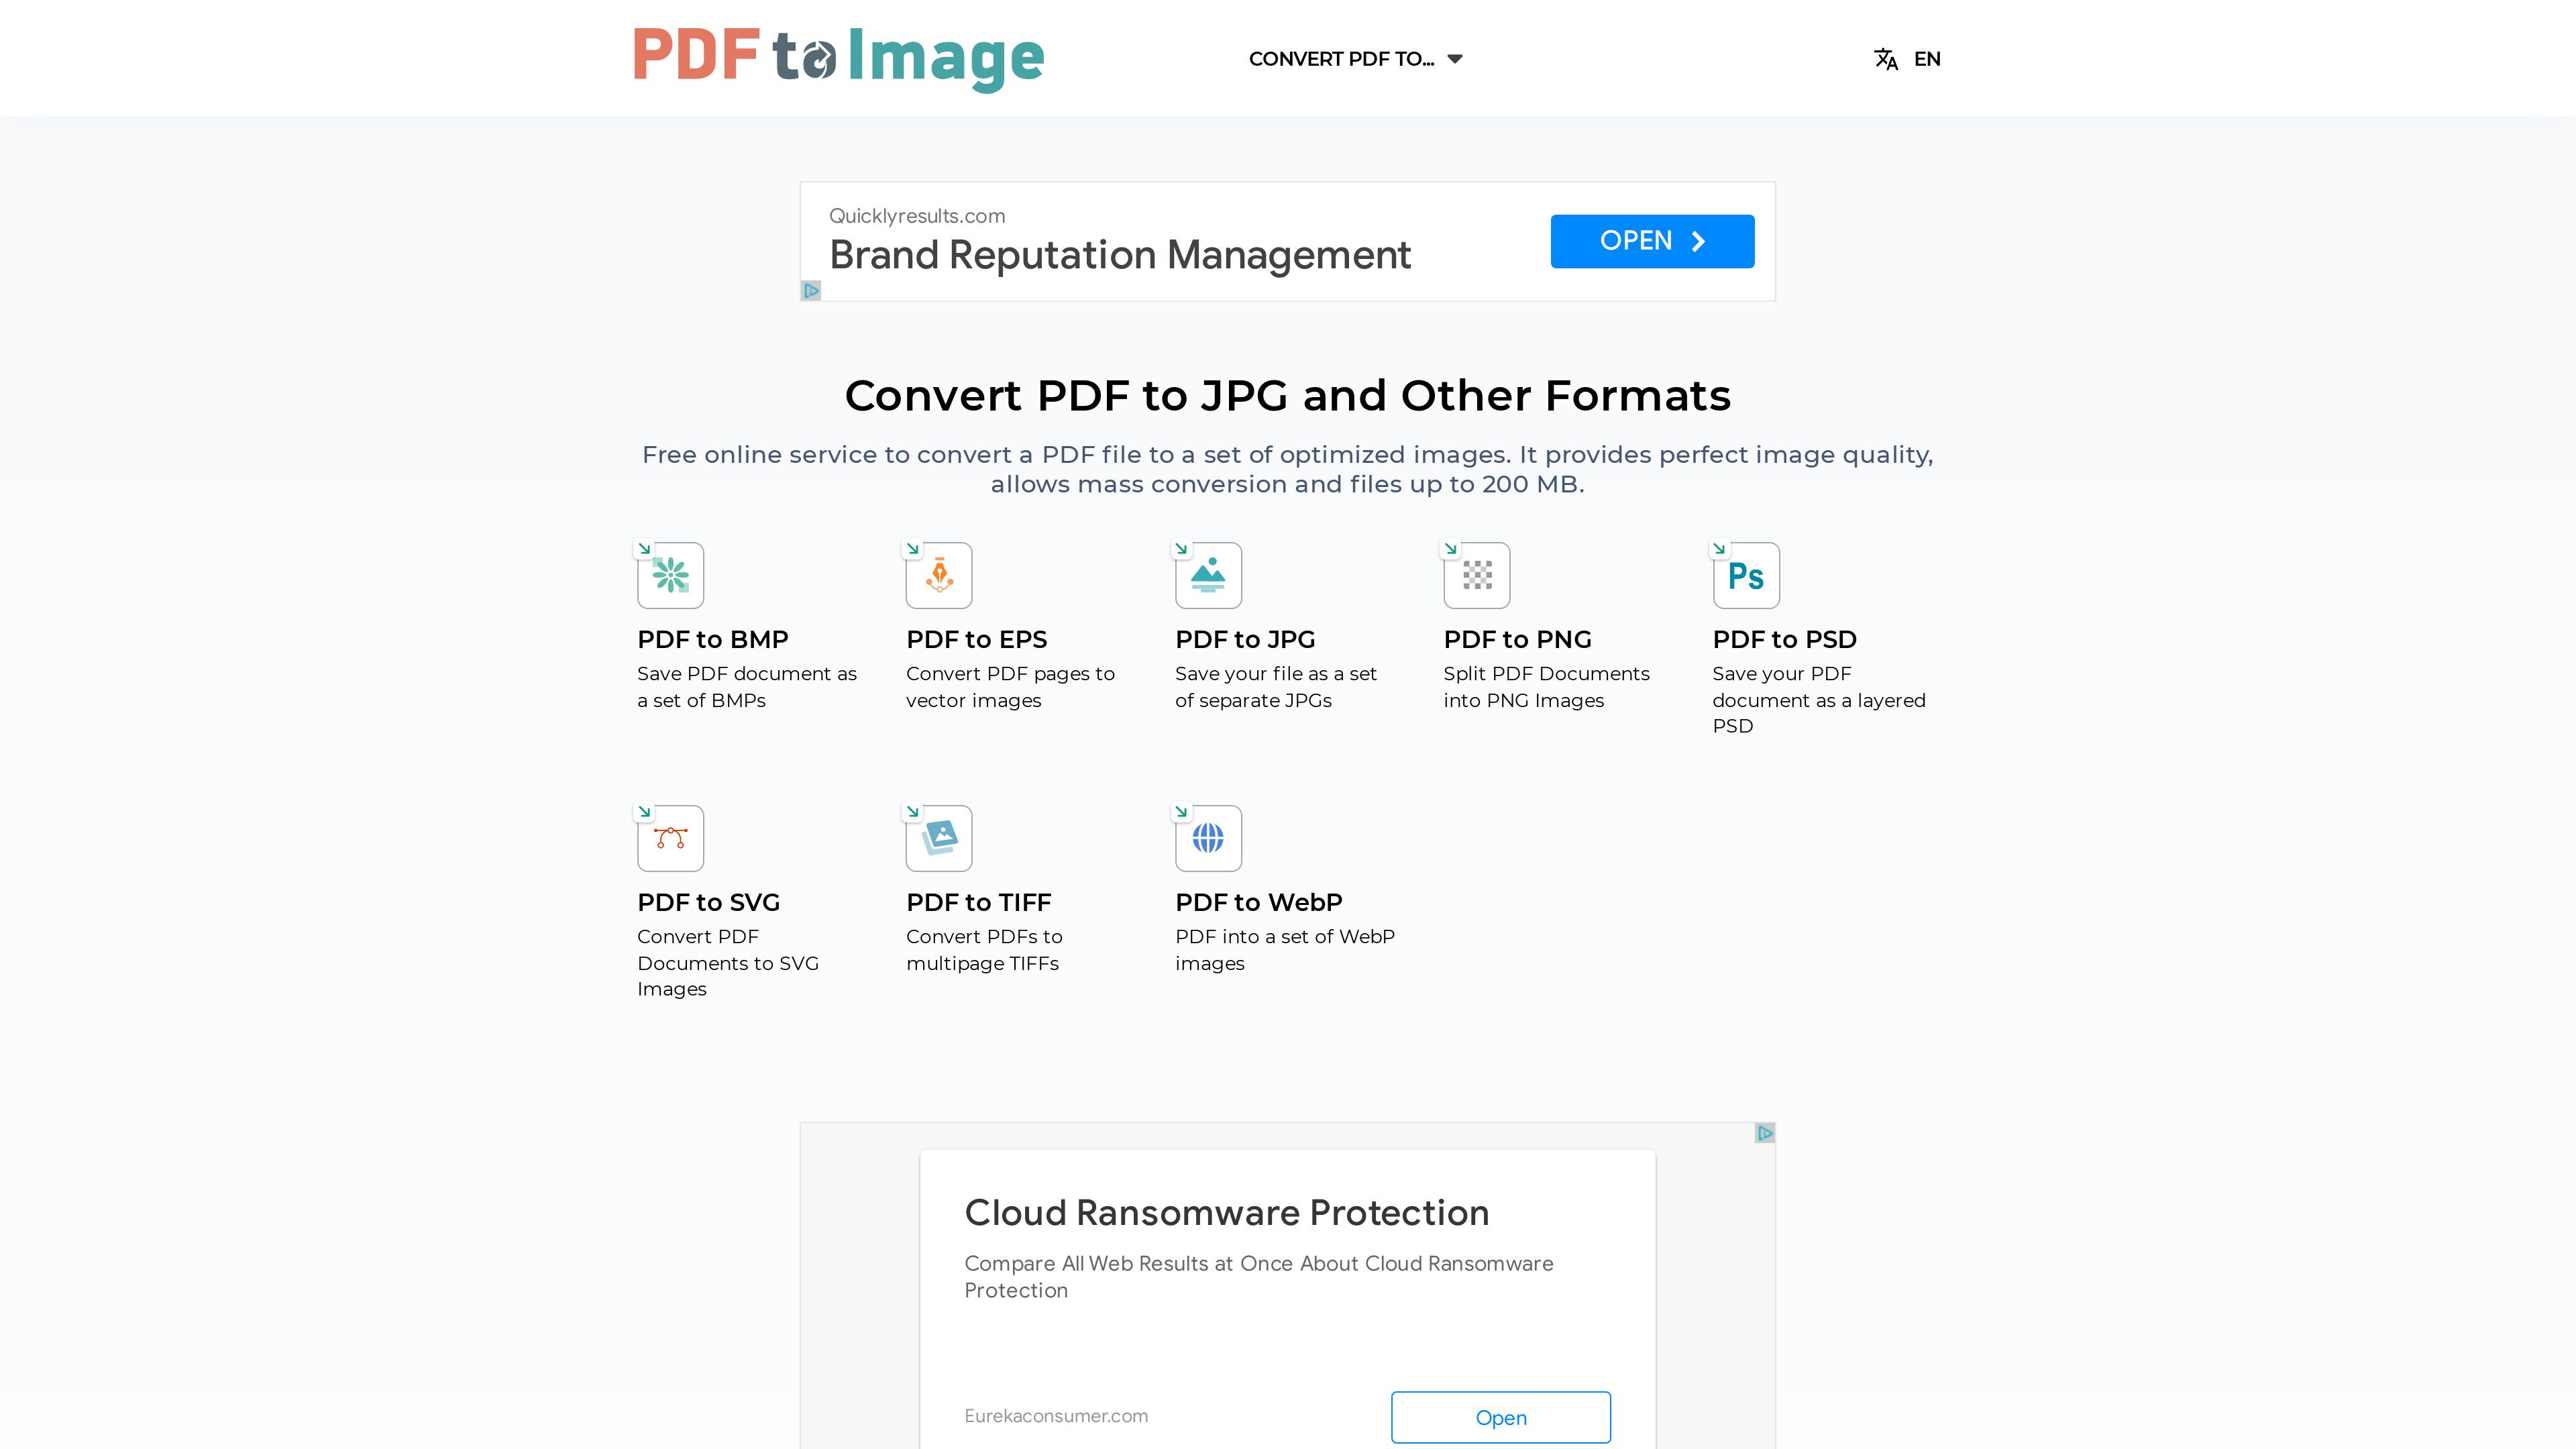 PDF to Image
CONVERT PDF TO...
EN
Quicklyresults.com
Brand Reputation Management
OPEN
Convert PDF to JPG and Other Formats
Free online service to convert a PDF file to a set of optimized images. It provides perfect image quality,
allows mass conversion and files up to 200 MB.
PDF to BMP
Save PDF document as
a set of BMPs
PDF to EPS
Convert PDF pages to
vector images
PDF to JPG
Save your file as a set
of separate JPGs
PDF to PNG
Split PDF Documents
into PNG Images
Ps
PDF to PSD
Save your PDF
document as a layered
PSD
PDF to SVG
Convert PDF
Documents to SVG
Images
PDF to TIFF
Convert PDFs to
multipage TIFFs
PDF to WebP
PDF into a set of WebP
images
Cloud Ransomware Protection
Compare All Web Results at Once About Cloud Ransomware
Protection
Eurekaconsumer.com
Open